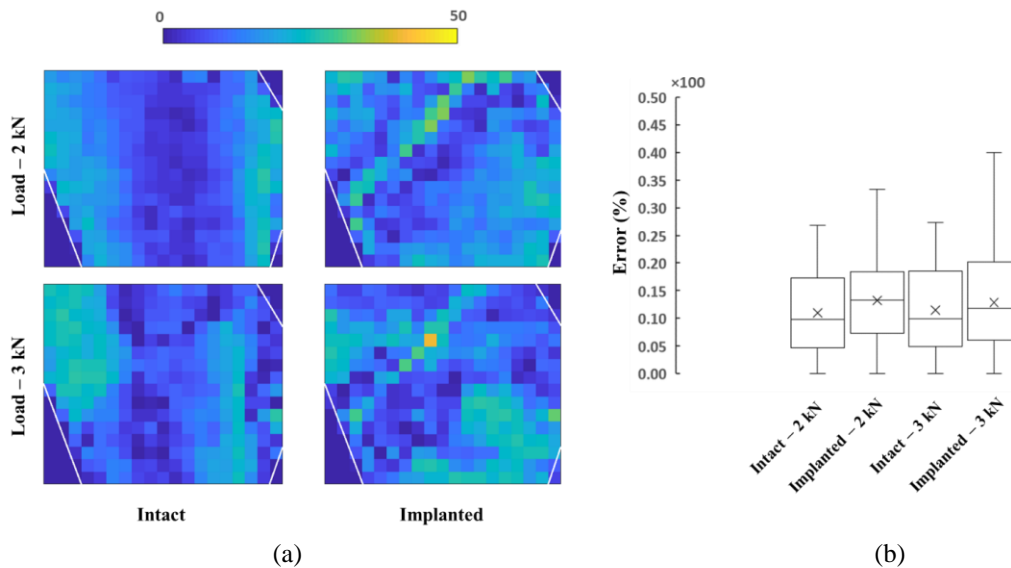 0
50
Load – 2 kN
Load – 3 kN
Intact
Implanted
(a)
×100
0.50
0.45
0.40
0.35
0.30
0.25
0.20
0.15
0.10
0.05
0.00
Error (%)
Intact – 2 kN
Implanted – 2 kN
Intact – 3 kN
Implanted – 3 kN
(b)